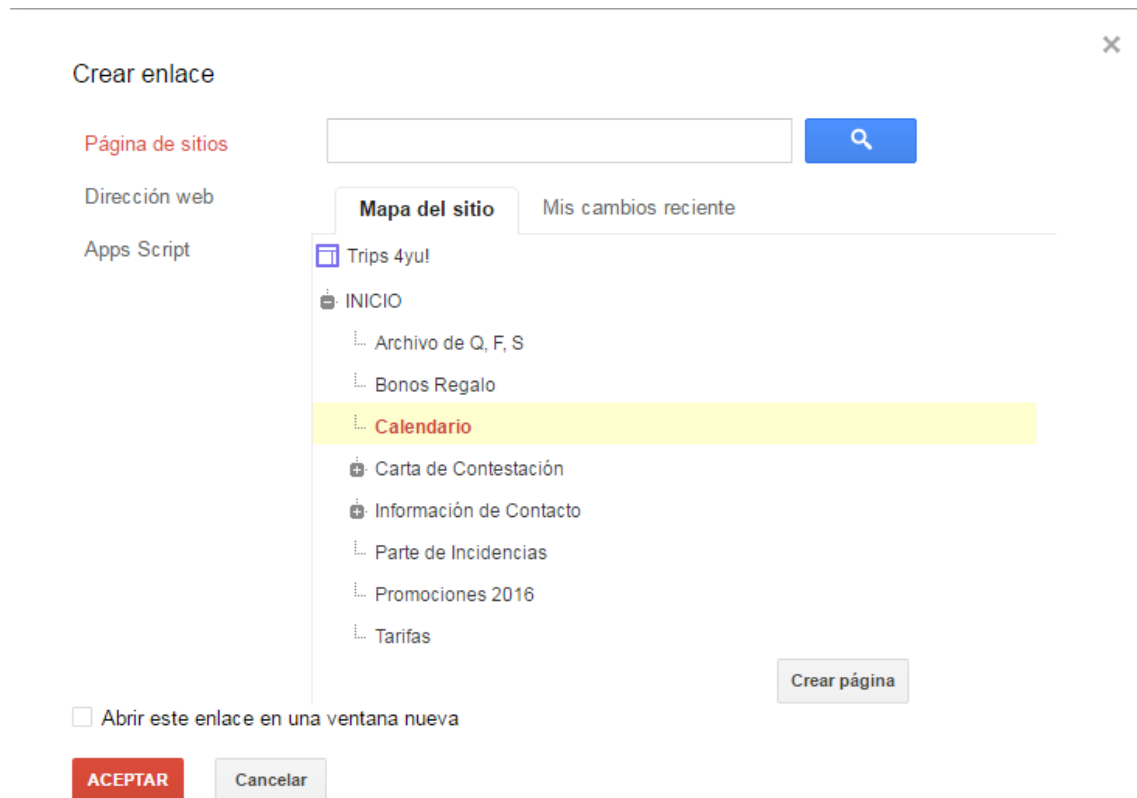 Crear enlace
Página de sitios
Dirección web
Apps Script
Mapa del sitio Mis cambios reciente
Trips 4yu!
INICIO
Archivo de Q, F, S
Bonos Regalo
Calendario
Carta de Contestación
Información de Contacto
Parte de Incidencias
Promociones 2016
Tarifas
Crear página
Abrir este enlace en una ventana nueva
ACEPTAR Cancelar